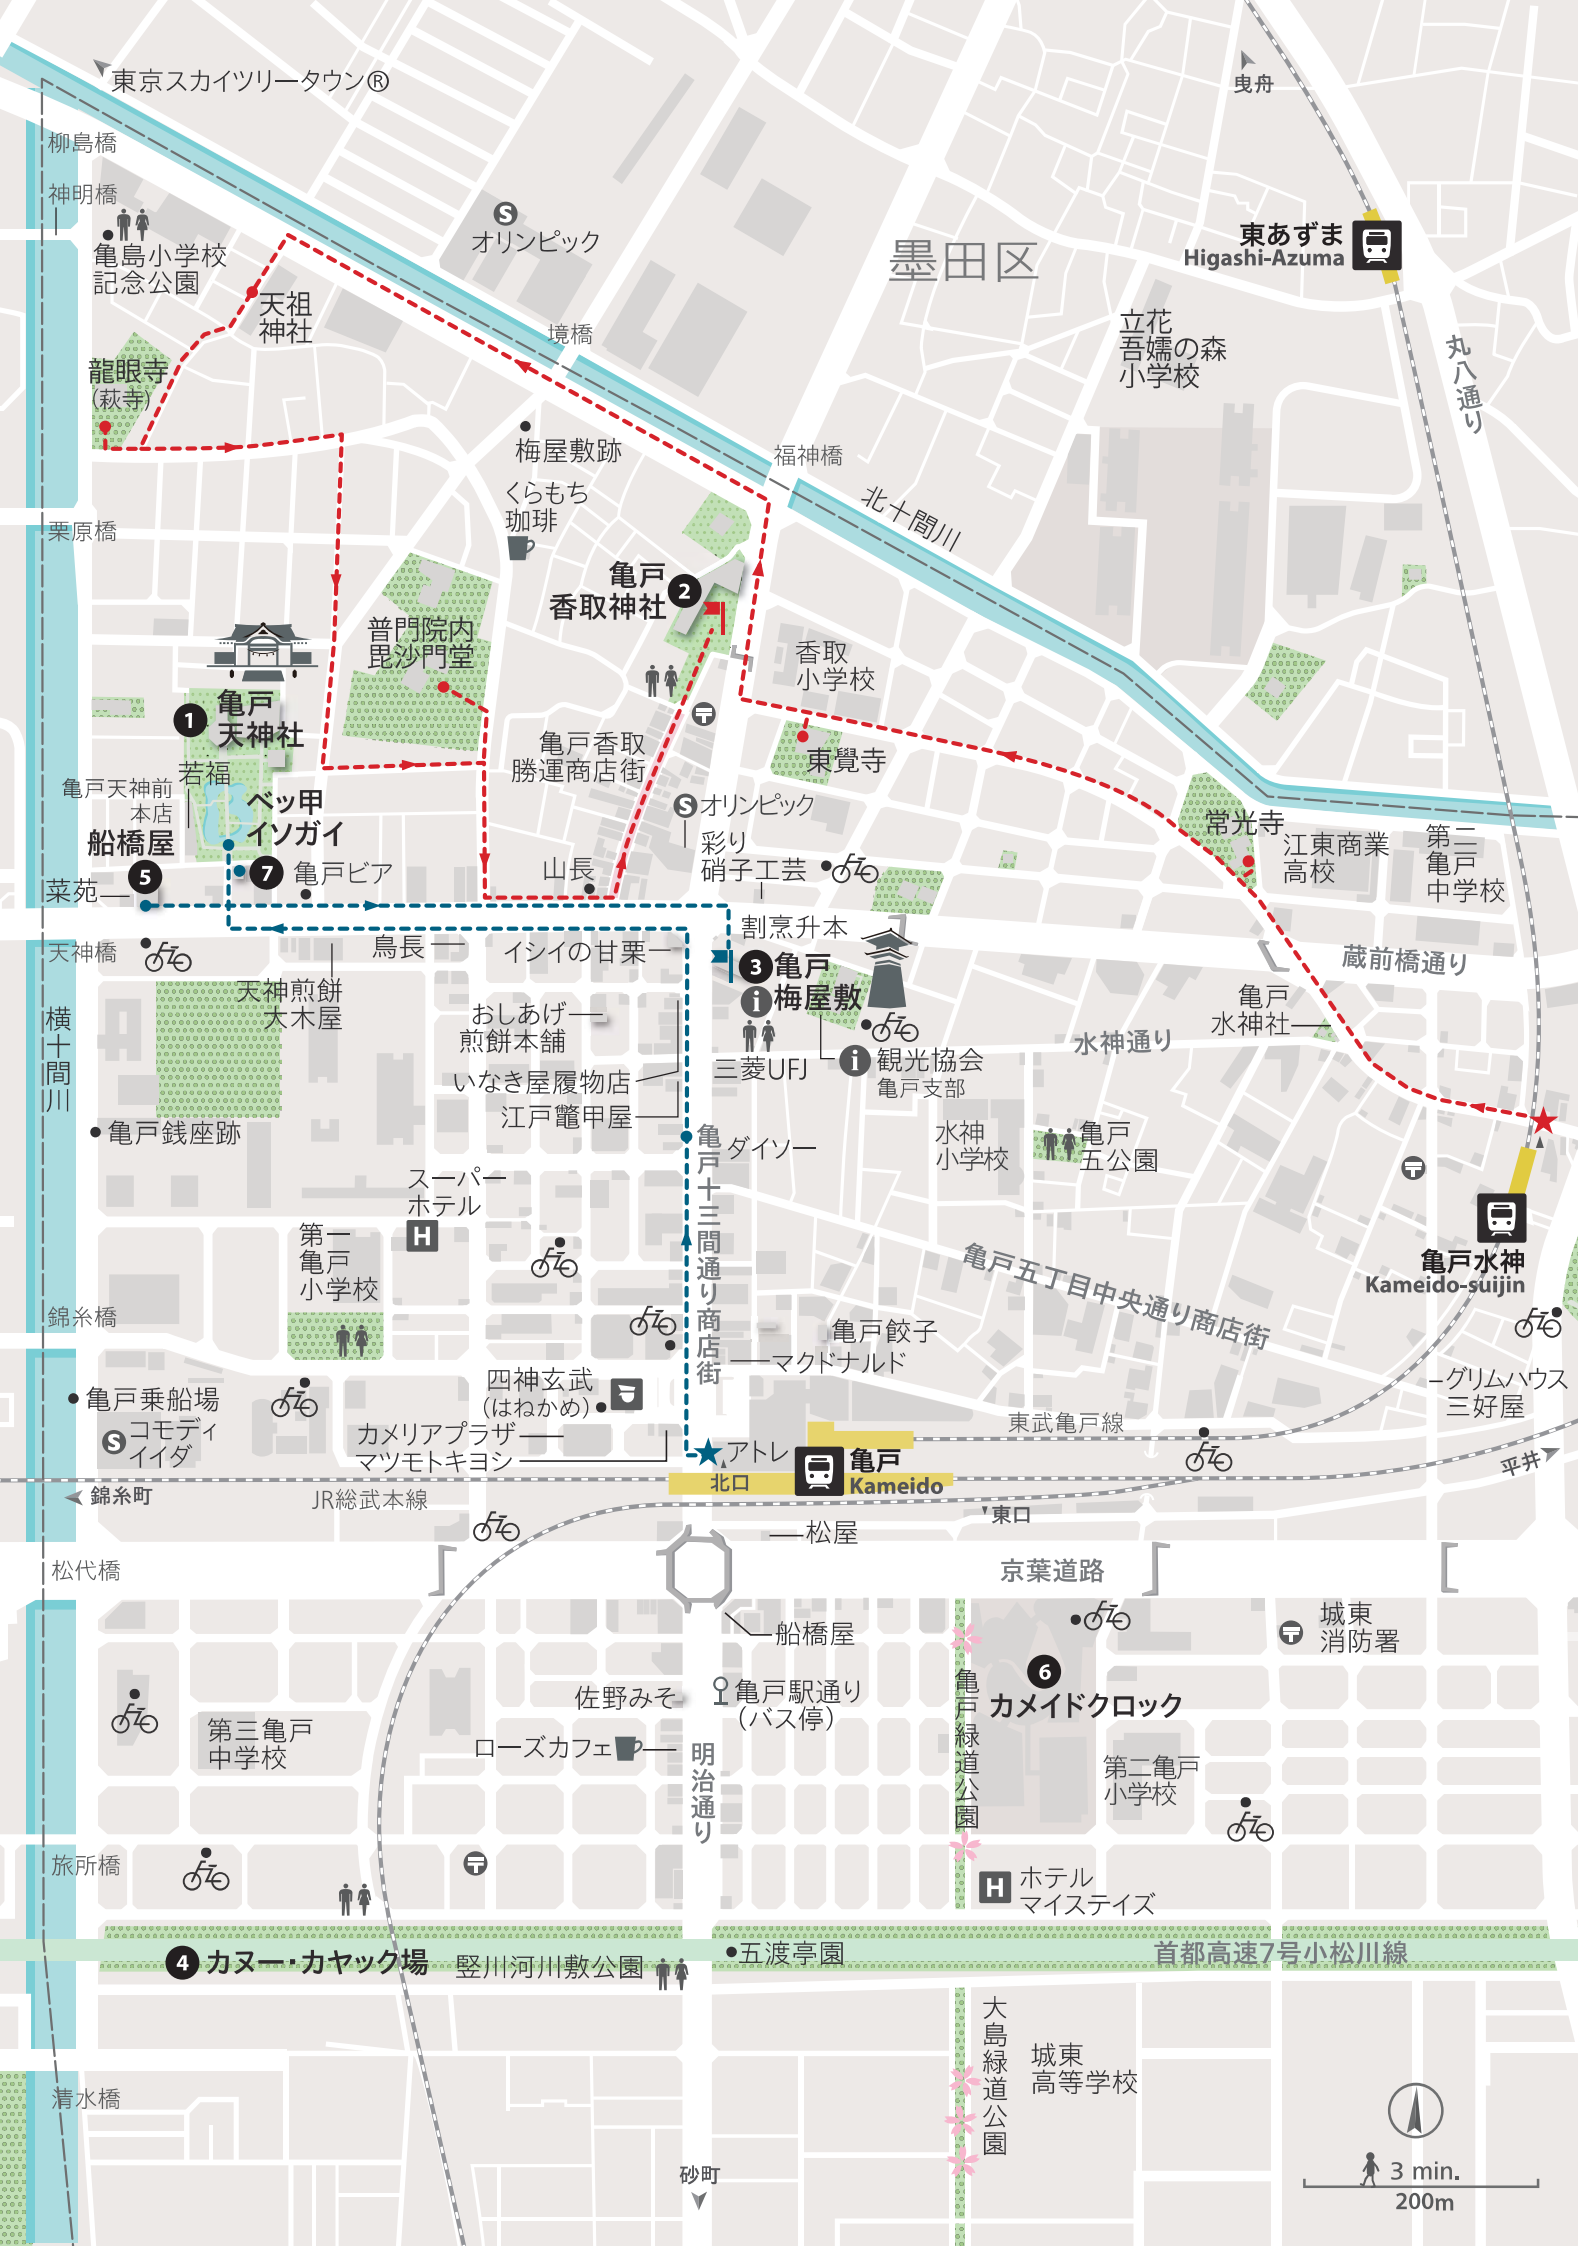 東京スカイツリータウン®
曳舟
柳島橋
神明橋
亀島小学校
記念公園
S
オリンピック
墨田区
東あずま
Higashi-Azuma
天祖
神社
境橋
立花
吾嬬の森
小学校
丸八通り
龍眼寺
(萩寺)
梅屋敷跡
福神橋
くらもち
珈琲
北十間川
栗原橋
亀戸
香取神社
2
普門院内
毘沙門堂
香取
小学校
1
亀戸
天神社
亀戸香取
勝運商店街
東覺寺
若福
亀戸天神前
本店
船橋屋
5
ベッ甲
イソガイ
7
亀戸ビア
S
オリンピック
彩り
硝子工芸
山長
常光寺
江東商業
高校
第二
亀戸
中学校
菜苑
割烹升本
天神橋
鳥長
イシイの甘栗
3
亀戸
梅屋敷
i
蔵前橋通り
天神煎餅
大木屋
おしあげ
煎餅本舗
亀戸
水神社
水神通り
横十間川
三菱UFJ
i
観光協会
亀戸支部
いなき屋履物店
江戸鼈甲屋
亀戸銭座跡
亀戸十三間通り商店街
ダイソー
水神
小学校
亀戸
五公園
スーパー
ホテル
H
第一
亀戸
小学校
亀戸水神
Kameido-suijin
亀戸五丁目中央通り商店街
錦糸橋
亀戸餃子
マクドナルド
四神玄武
(はねかめ)
亀戸乗船場
S
コモディ
イイダ
グリムハウス
三好屋
カメリアプラザ
マツモトキヨシ
東武亀戸線
アトレ
北口
亀戸
Kameido
平井
錦糸町
JR総武本線
東口
松屋
松代橋
京葉道路
船橋屋
城東
消防署
6
カメイドクロック
佐野みそ
亀戸駅通り
(バス停)
亀戸緑道公園
第三亀戸
中学校
ローズカフェ
明治通り
第二亀戸
小学校
旅所橋
H
ホテル
マイステイズ
4
カヌー・カヤック場
竪川河川敷公園
五渡亭園
首都高速7号小松川線
大島緑道公園
城東
高等学校
清水橋
砂町
3 min.
200m